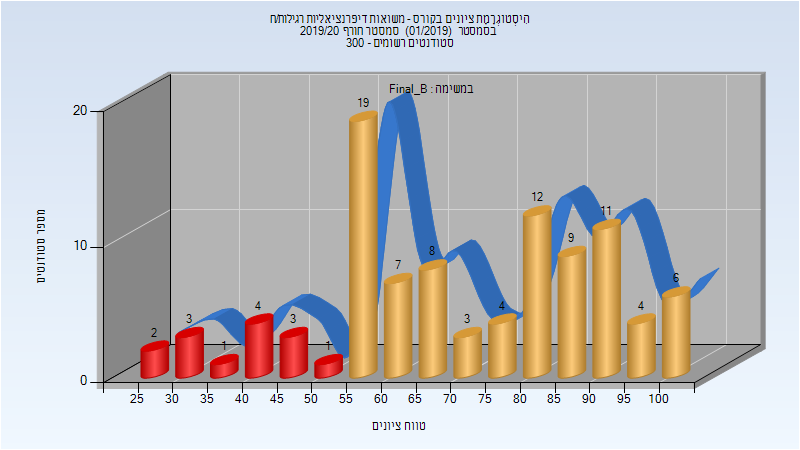 היסטוגרמת ציונים בקורס - משוואות דיפרנציאליות רגילות/ח
בסמסטר (01/2019) סמסטר חורף 2019/20
סטודנטים רשומים - 300
במשימה : Final_B
מספר סטודנטים
20
10
0
2
3
1
4
3
1
19
7
8
3
4
12
9
11
4
6
25 30 35 40 45 50 55 60 65 70 75 80 85 90 95 100
טווח ציונים